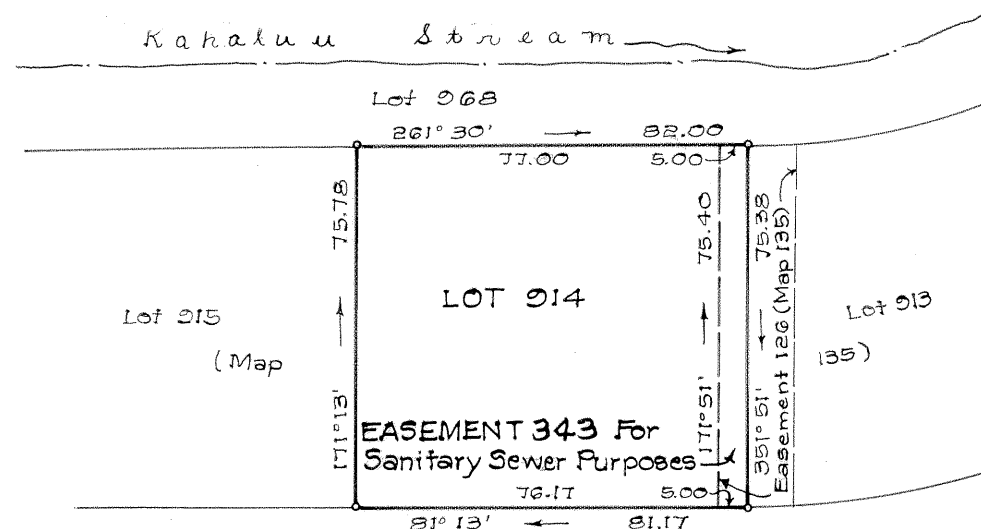 Kahaluu Stream
Lot 968
261° 30' 82.00
77.00 5.00
75.78
171° 13'
75.40
171° 51'
75.38
351° 51'
Easement 126 (Map 135)
LOT 914
Lot 915
(Map
Lot 913
135)
EASEMENT 343 For
Sanitary Sewer Purposes
76.17 5.00
81° 13' 81.17